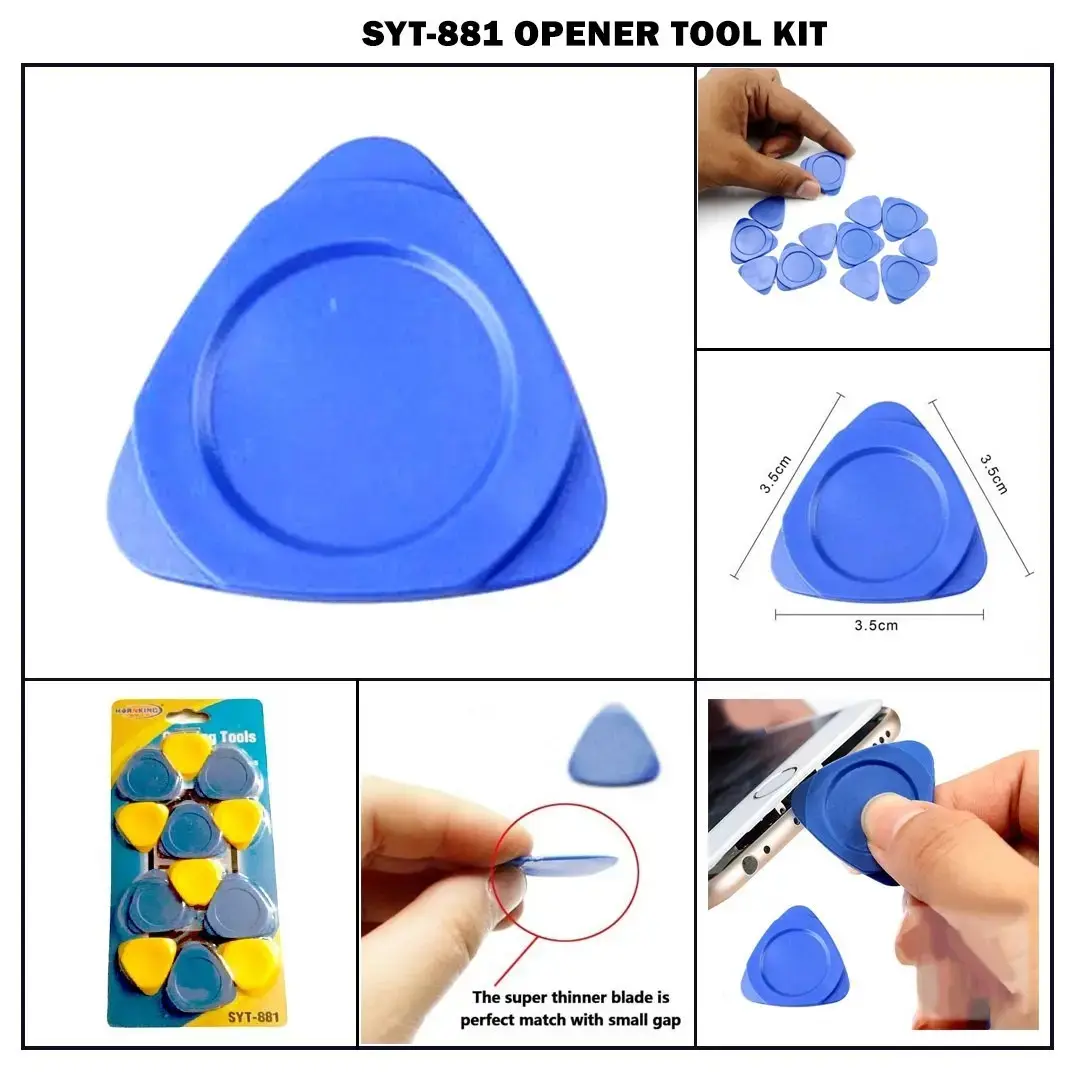 SYT-881 OPENER TOOL KIT
3.5cm
3.5cm
3.5cm
HORNKING
Tools
SYT-881
The super thinner blade is
perfect match with small gap